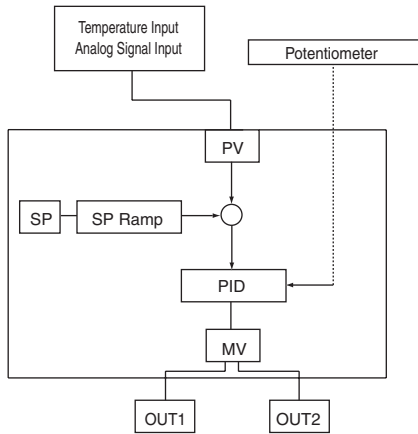 Temperature Input
Analog Signal Input
Potentiometer
PV
SP
SP Ramp
PID
MV
OUT1
OUT2